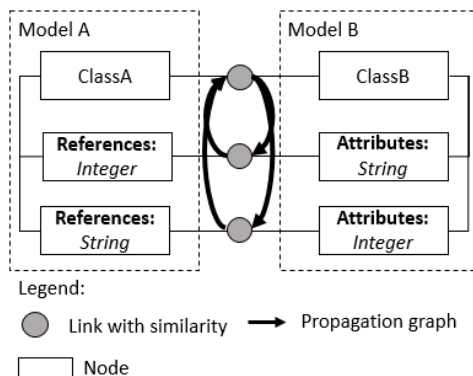 Model A
Model B
ClassA
ClassB
References:
Integer
Attributes:
String
References:
String
Attributes:
Integer
Legend:
Link with similarity
Propagation graph
Node